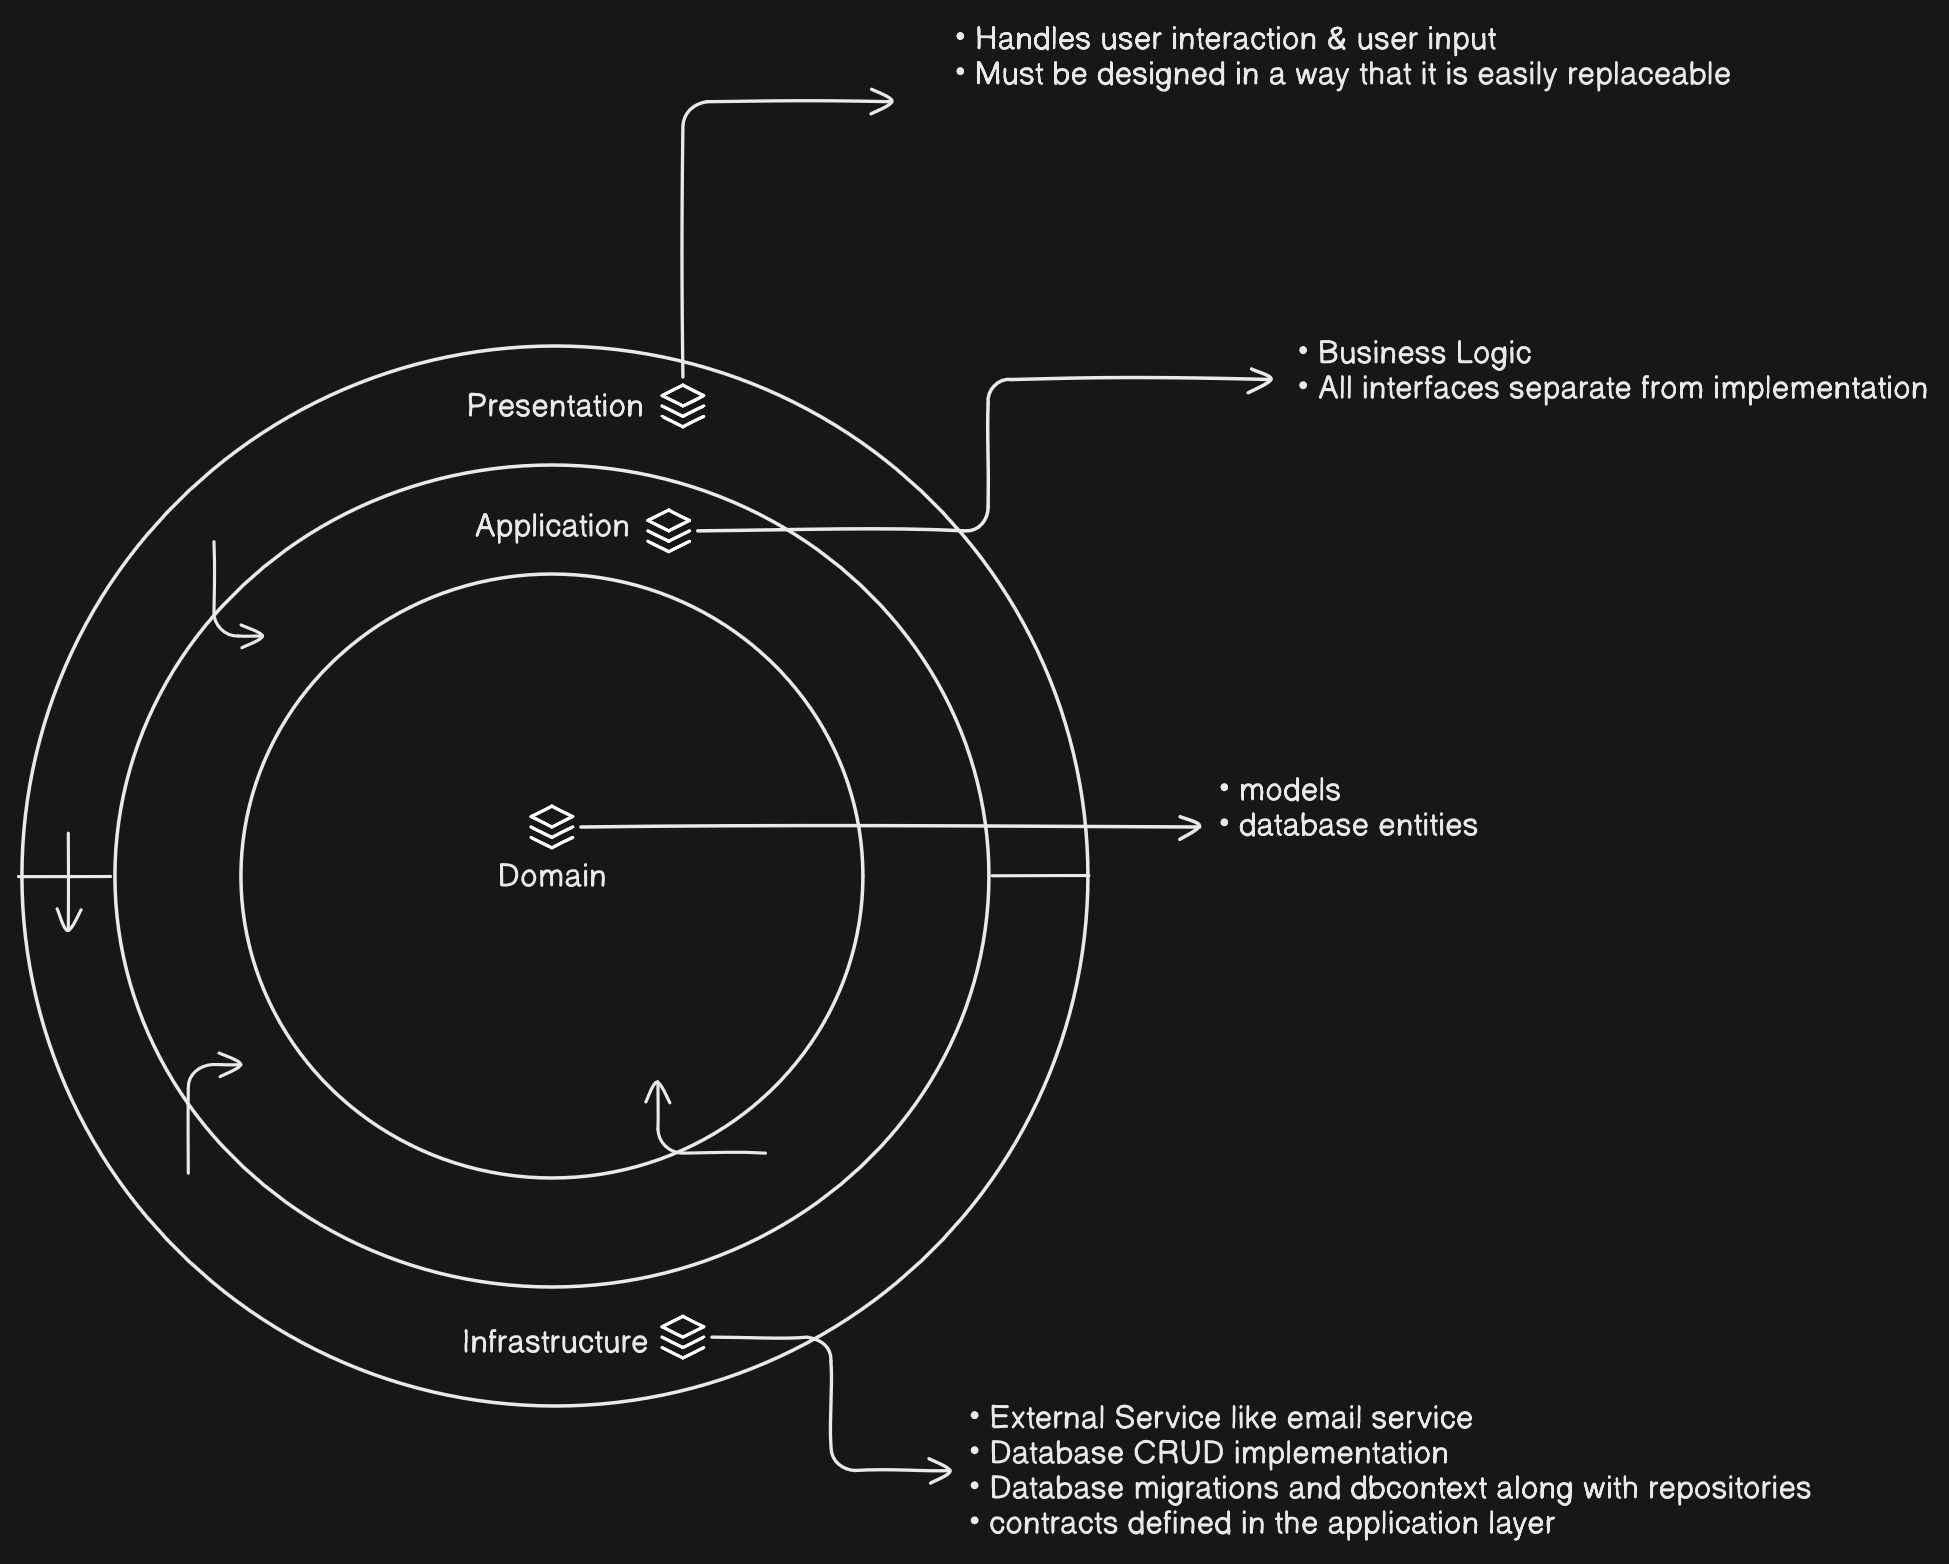 • Handles user interaction & user input
• Must be designed in a way that it is easily replaceable
• Business Logic
• All interfaces separate from implementation
Presentation
Application
• models
• database entities
Domain
Infrastructure
• External Service like email service
• Database CRUD implementation
• Database migrations and dbcontext along with repositories
• contracts defined in the application layer